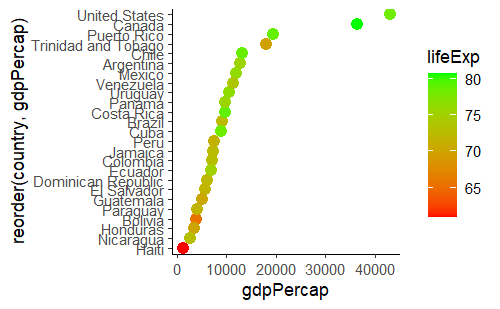 United States
Canada
Puerto Rico
Trinidad and Tobago
Chile
Argentina
Mexico
Venezuela
Uruguay
Panama
Costa Rica
Brazil
Cuba
Peru
Jamaica
Colombia
Ecuador
Dominican Republic
El Salvador
Guatemala
Paraguay
Bolivia
Honduras
Nicaragua
Haiti
reorder(country, gdpPercap)
0 10000 20000 30000 40000
gdpPercap
lifeExp
80
75
70
65